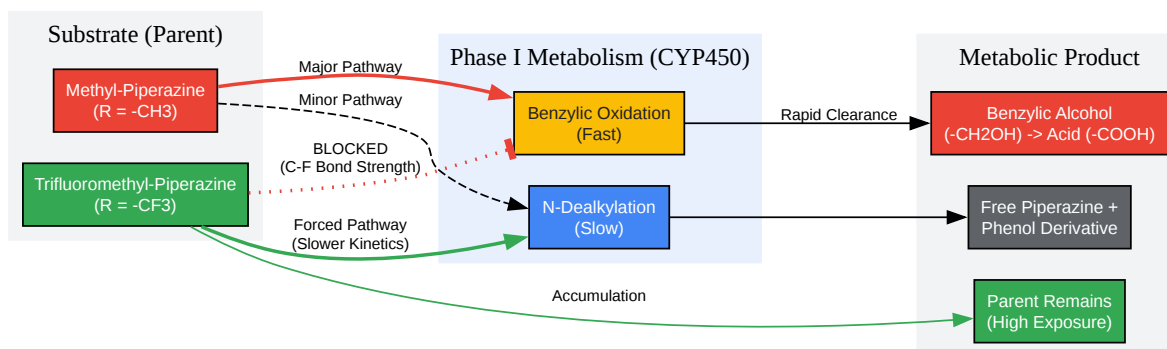 Substrate (Parent)
Methyl-Piperazine
(R = -CH3)
Trifluoromethyl-Piperazine
(R = -CF3)
Major Pathway
Minor Pathway
BLOCKED
(C-F Bond Strength)
Forced Pathway
(Slower Kinetics)
Phase I Metabolism (CYP450)
Benzylic Oxidation
(Fast)
N-Dealkylation
(Slow)
Rapid Clearance
Accumulation
Metabolic Product
Benzylic Alcohol
(-CH2OH) -> Acid (-COOH)
Free Piperazine +
Phenol Derivative
Parent Remains
(High Exposure)